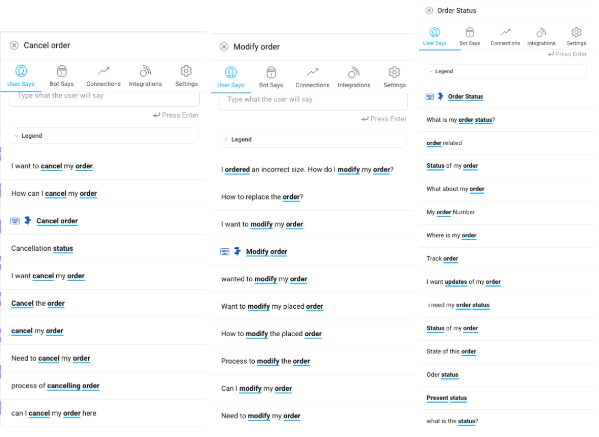 Cancel order
User Says
Bot Says
Connections
Integrations
Settings
Type what the user will say
Press Enter
Legend
I want to cancel my order.
How can I cancel my order
Cancel order
Cancellation status
I want cancel my order
Cancel the order
cancel my order
Need to cancel my order
process of cancelling order
can I cancel my order here
Modify order
User Says
Bot Says
Connections
Integrations
Settings
Type what the user will say
Press Enter
Legend
I ordered an incorrect size. How do I modify my order?
How to replace the order?
I want to modify my order.
Modify order
wanted to modify my order
Want to modify my placed order
How to modify the placed order
Process to modify the order
Can I modify my order
Need to modify my order
Order Status
User Says
Bot Says
Connections
Integrations
Settings
Press Enter
Legend
Order Status
What is my order status?
order related
Status of my order
What about my order
My order Number
Where is my order
Track order
I want updates of my order
i need my order status
Status of my order
State of this order
Oder status
Present status
what is the status?